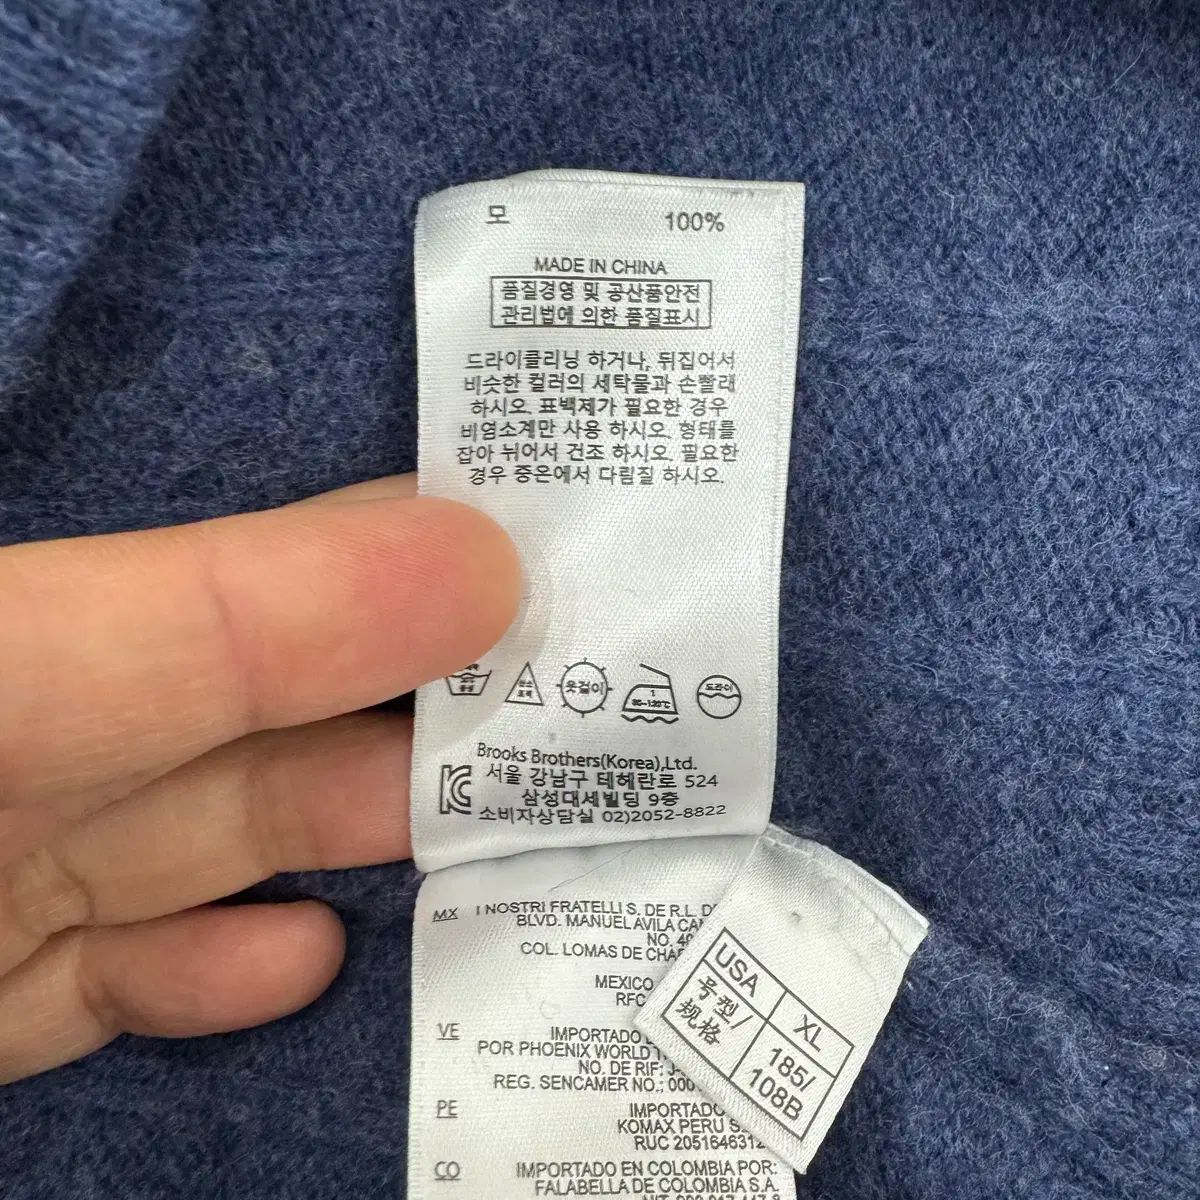 모 100%
MADE IN CHINA
품질경영 및 공산품안전
관리법에 의한 품질표시
드라이클리닝 하거나, 뒤집어서
비슷한 컬러의 세탁물과 손빨래
하시오. 표백제가 필요한 경우
비염소계만 사용 하시오. 형태를
잡아 뉘어서 건조 하시오. 필요한
경우 중온에서 다림질 하시오.
옷걸이
1
80~120℃
드라이
Brooks Brothers(Korea),Ltd.
서울 강남구 테헤란로 524
삼성대세빌딩 9층
소비자상담실 02)2052-8822
MX I NOSTRI FRATELLI S. DE R.L.
BLVD. MANUEL AVILA
NO.
COL. LOMAS DE
MEXICO
RFC
VE IMPORTADO
POR PHOENIX WORLD
NO. DE RIF:
REG. SENCAMER NO.:
PE IMPORTADO
KOMAX PERU
RUC
CO IMPORTADO EN COLOMBIA POR:
FALABELLA DE COLOMBIA S.A.
USA XL
号型/ 185/
规格 108B